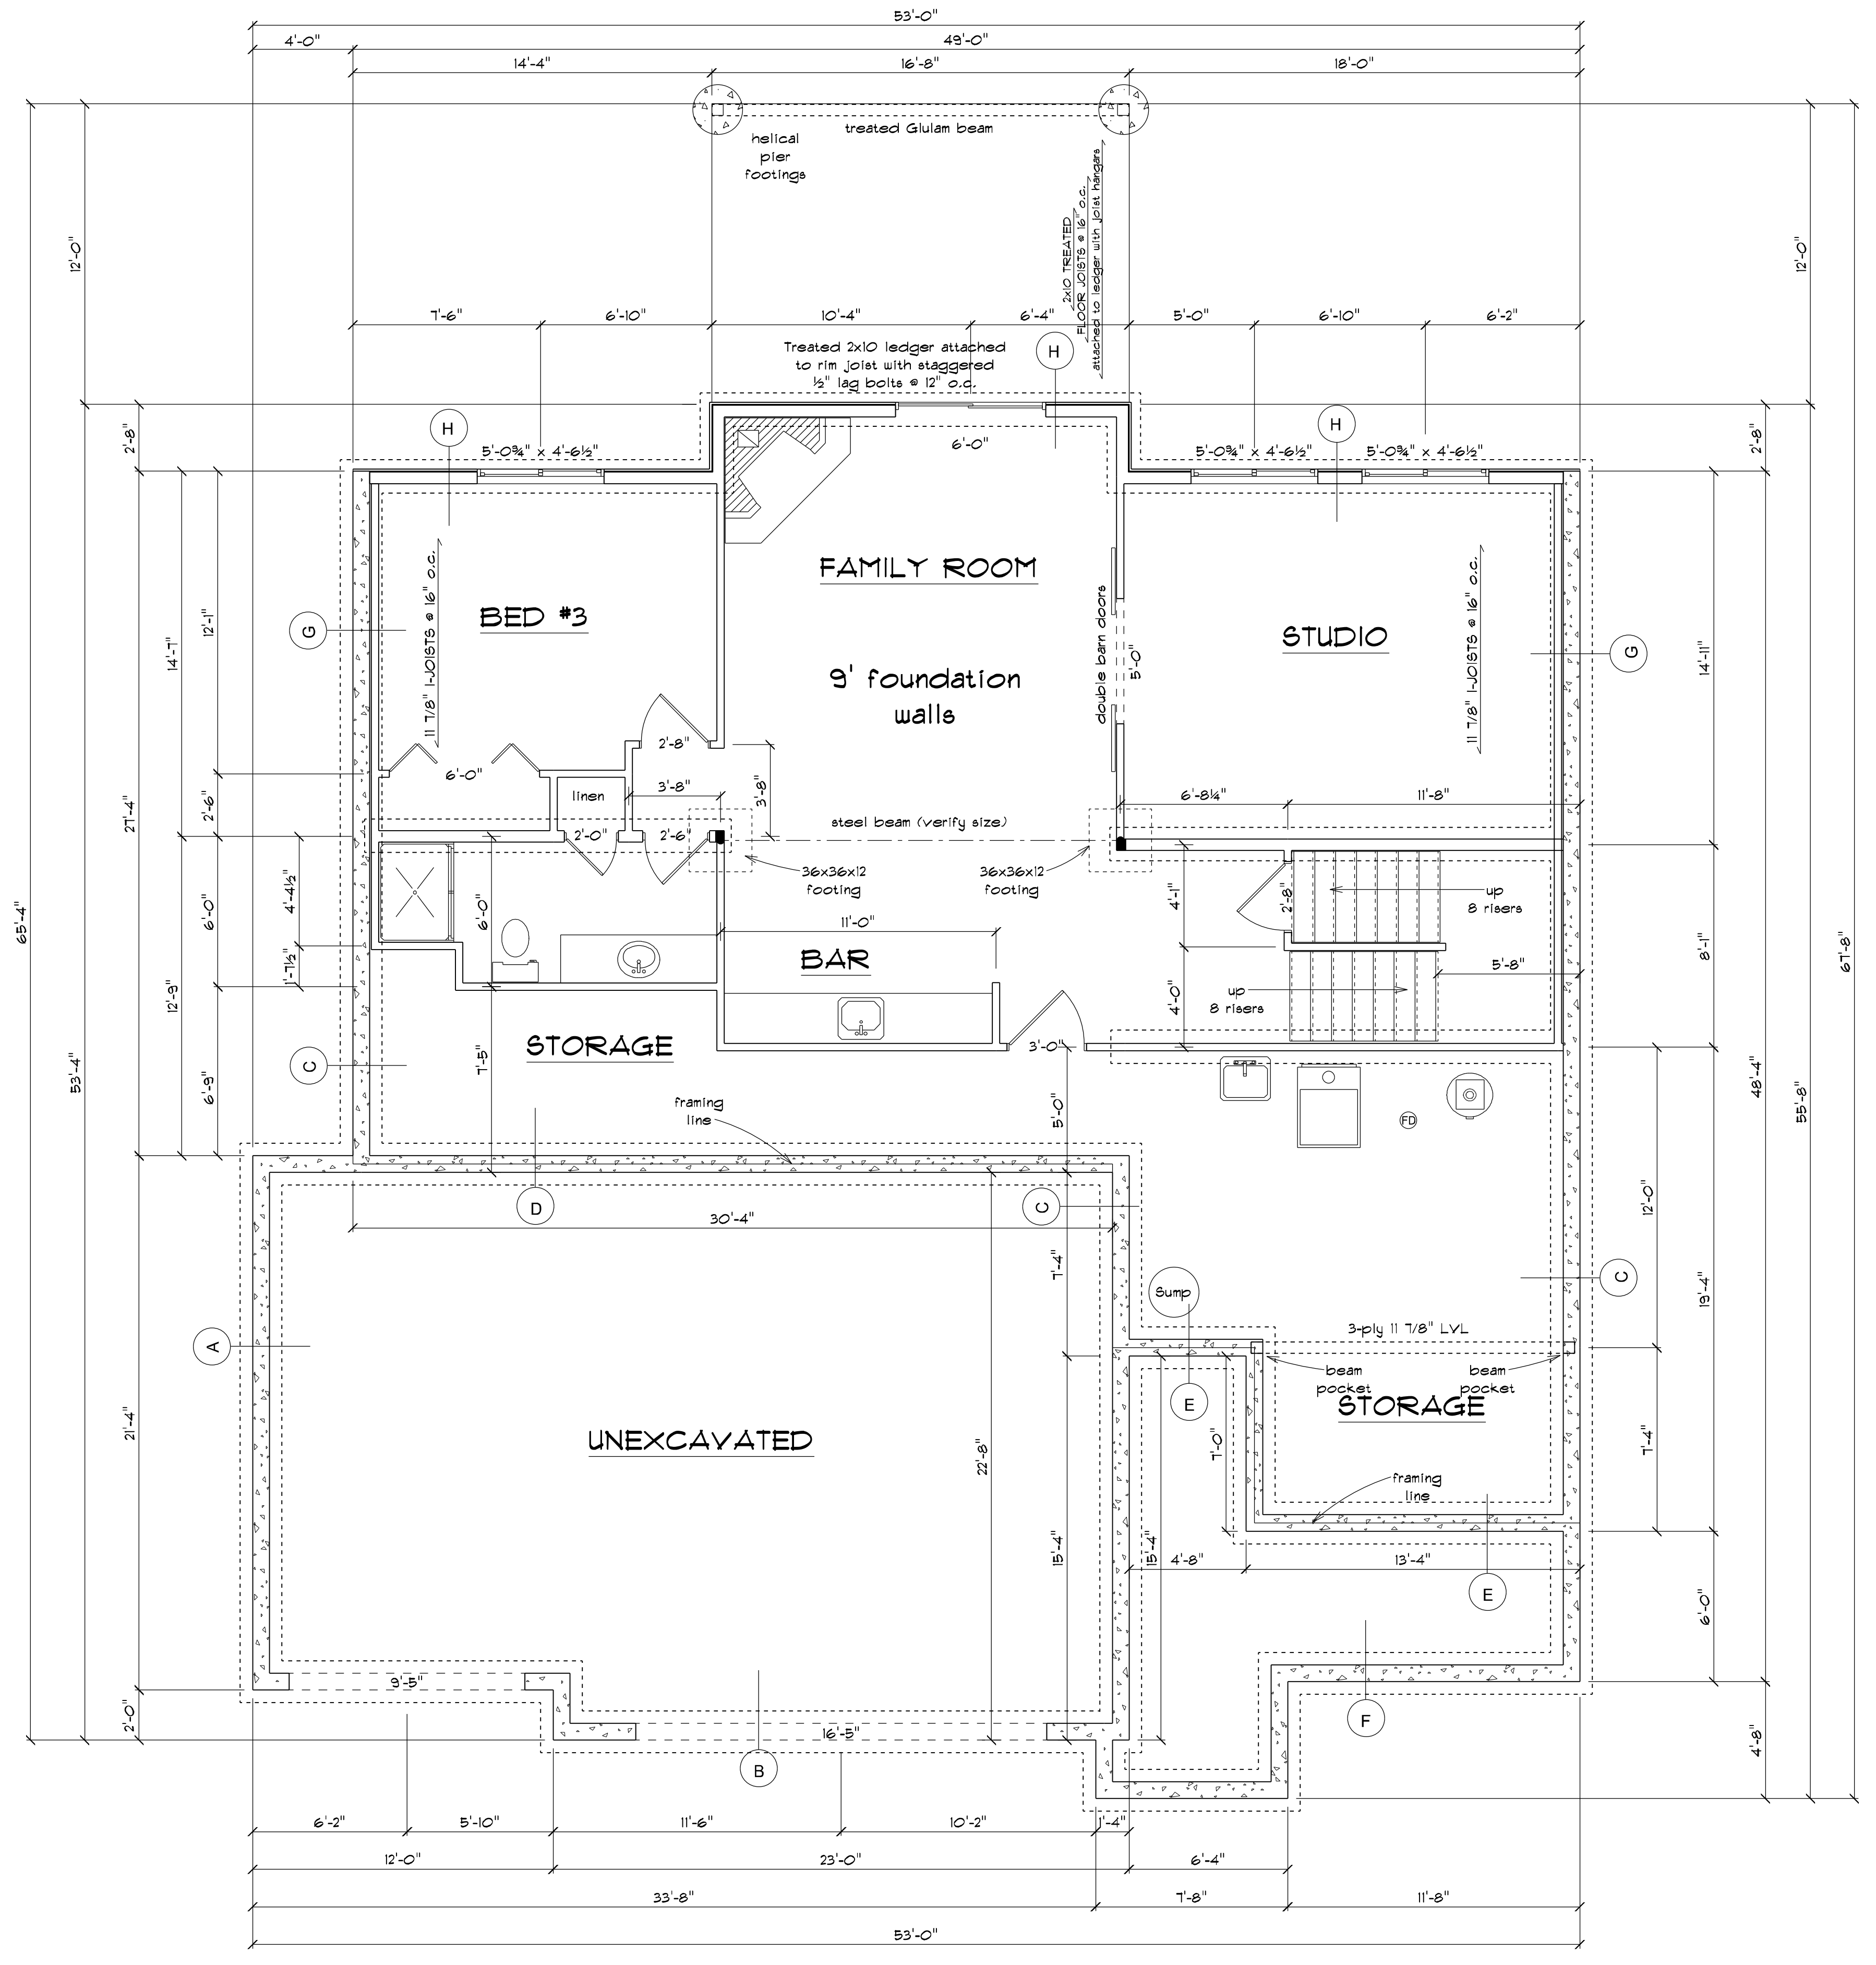 53'-0"
4'-0"
49'-0"
14'-4"
16'-8"
18'-0"
treated Glulam beam
helical
pier
footings
2x10 TREATED
FLOOR JOISTS @ 16" o.c.
attached to ledger with joist hangars
12'-0"
12'-0"
7'-6"
6'-10"
10'-4"
6'-4"
5'-0"
6'-10"
6'-2"
Treated 2x10 ledger attached
to rim joist with staggered
½" lag bolts @ 12" o.c.
H
H
H
2'-8"
5'-0¾" x 4'-6½"
6'-0"
5'-0¾" x 4'-6½"
5'-0¾" x 4'-6½"
2'-8"
FAMILY ROOM
BED #3
STUDIO
11 7/8" I-JOISTS @ 16" o.c.
11 7/8" I-JOISTS @ 16" o.c.
G
G
12'-1"
14'-7"
14'-11"
9' foundation
walls
double barn doors
5'-0"
2'-8"
6'-0"
linen
3'-8"
3'-8"
6'-8¼"
11'-8"
27'-4"
2'-6"
2'-0"
2'-6"
steel beam (verify size)
36x36x12
footing
36x36x12
footing
4'-4½"
6'-0"
6'-0"
1'-7½"
11'-0"
BAR
4'-1"
2'-8"
up
8 risers
4'-0"
up
8 risers
5'-8"
8'-1"
65'-4"
67'-8"
12'-9"
STORAGE
3'-0"
C
6'-9"
7'-5"
53'-4"
48'-4"
55'-8"
framing
line
5'-0"
FD
D
C
30'-4"
12'-0"
7'-4"
Sump
C
19'-4"
A
3-ply 11 7/8" LVL
beam
pocket
beam
pocket
STORAGE
E
21'-4"
UNEXCAVATED
22'-8"
7'-0"
7'-4"
framing
line
15'-4"
15'-4"
4'-8"
13'-4"
E
6'-0"
9'-5"
2'-0"
16'-5"
F
B
4'-8"
6'-2"
5'-10"
11'-6"
10'-2"
1'-4"
12'-0"
23'-0"
6'-4"
33'-8"
7'-8"
11'-8"
53'-0"